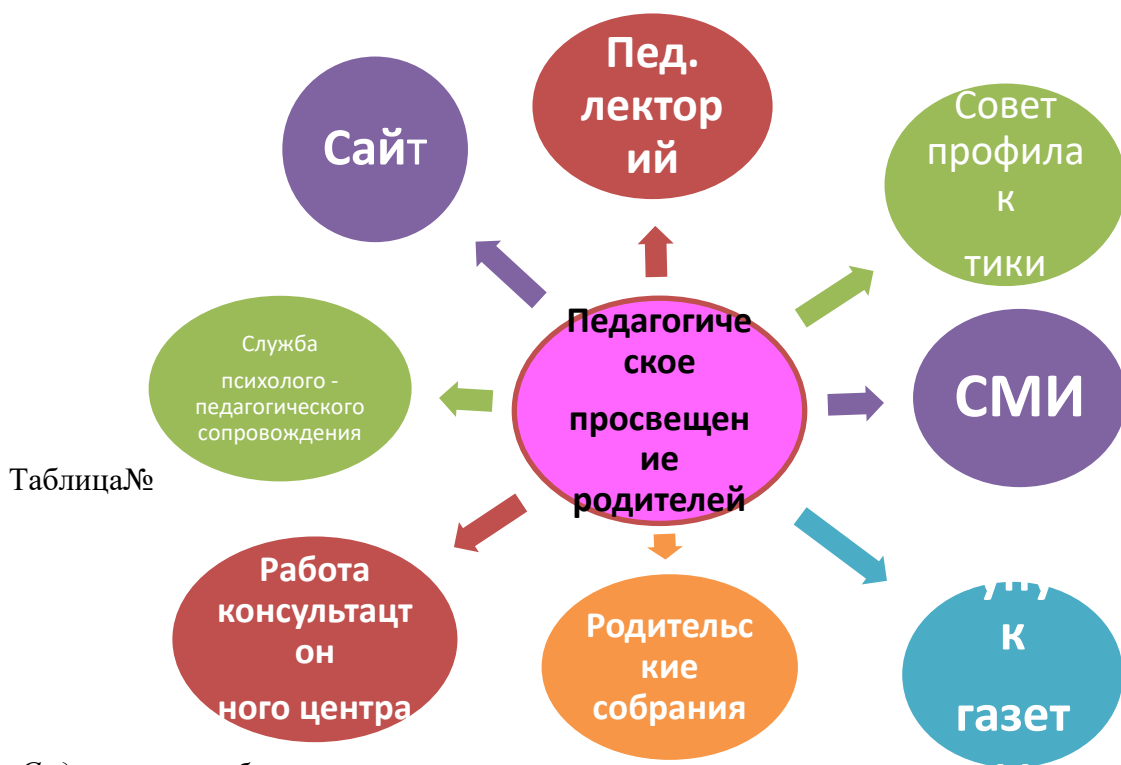 Пед.
лектор
ий
Сайт
Совет
профилак
к
тики
Педагогиче
ское
просвещен
ие
родителей
СМИ
Служба
психолого -
педагогического
сопровождения
Таблица№
Работа
консультацт
он
ного центра
Родительс
кие
собрания
к
газет